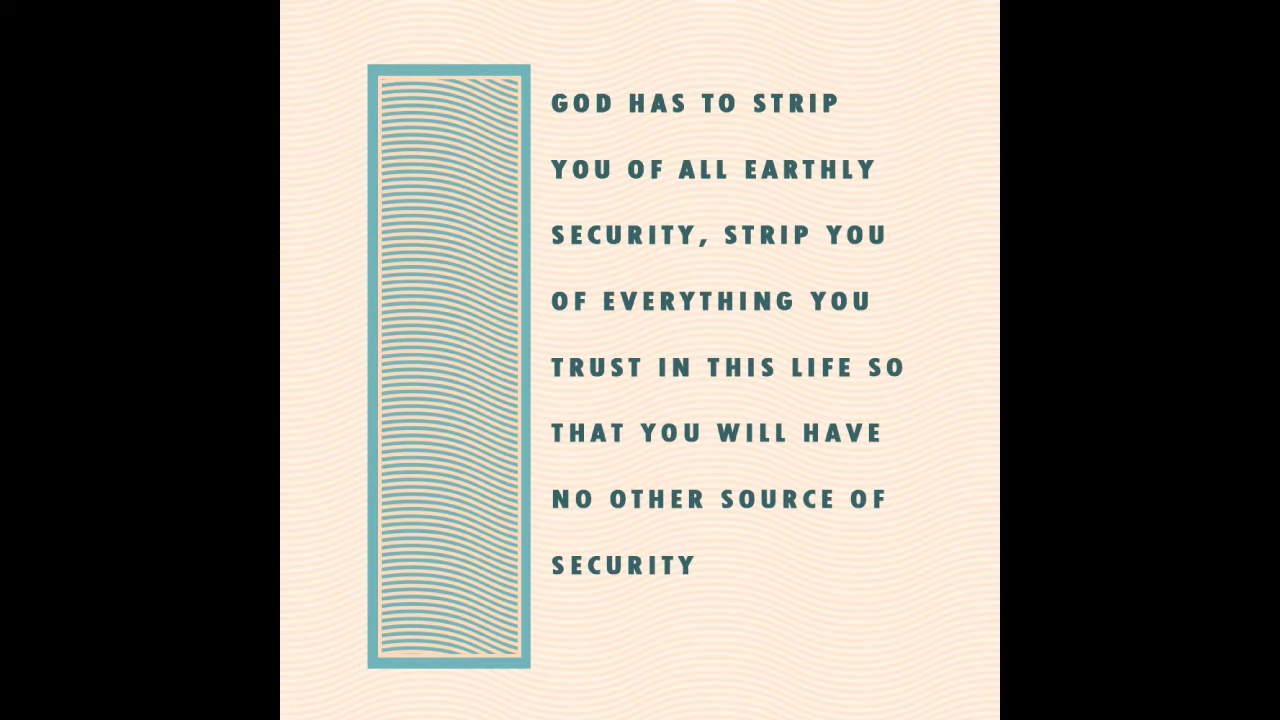 GOD HAS TO STRIP
YOU OF ALL EARTHLY
SECURITY, STRIP YOU
OF EVERYTHING YOU
TRUST IN THIS LIFE SO
THAT YOU WILL HAVE
NO OTHER SOURCE OF
SECURITY